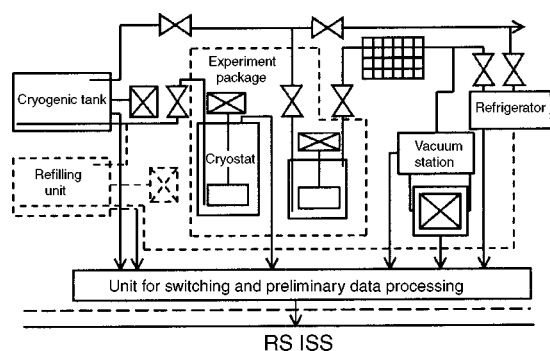 Experiment
package
Cryogenic tank
Refrigerator
Cryostat
Vacuum
station
Refilling
unit
Unit for switching and preliminary data processing
RS ISS